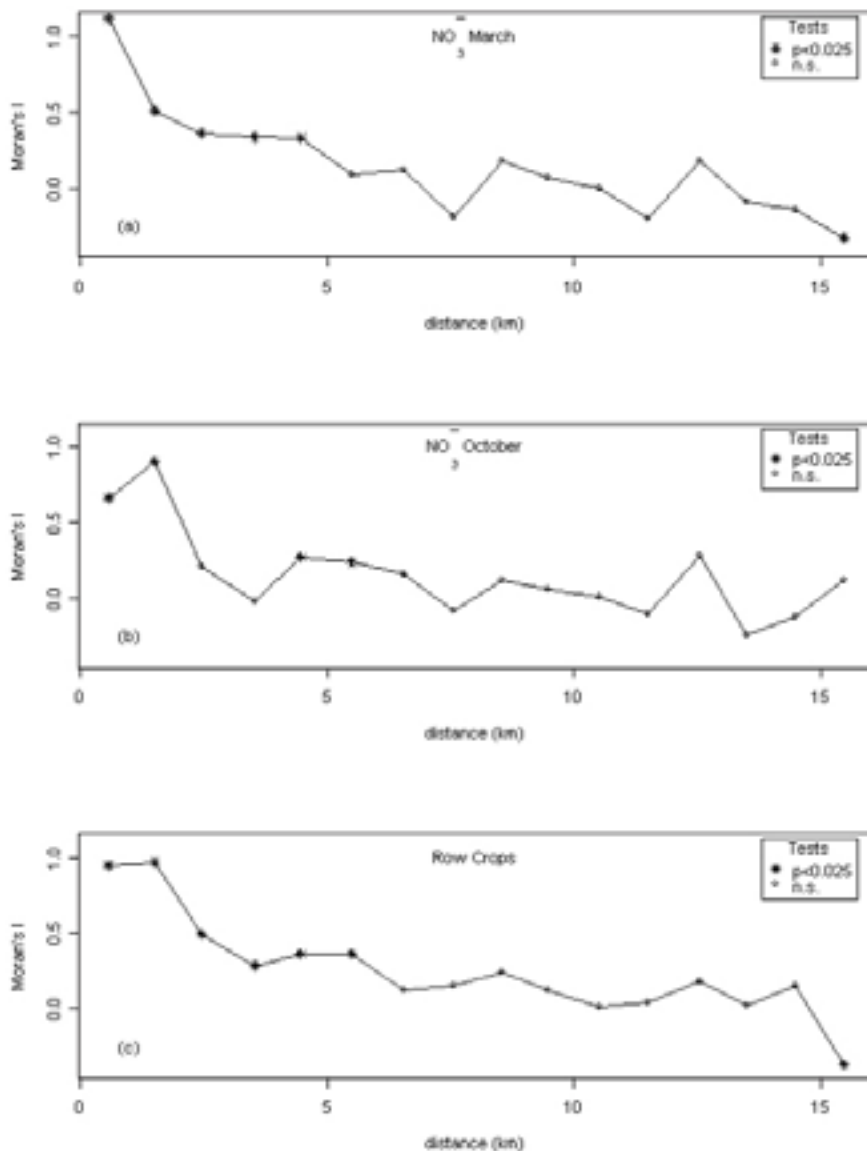 NO₃⁻ March
Tests
p<0.025
n.s.
Moran's I
1.0
0.5
0.0
(a)
0 5 10 15
distance (km)
NO₃⁻ October
Tests
p<0.025
n.s.
Moran's I
1.0
0.5
0.0
(b)
0 5 10 15
distance (km)
Row Crops
Tests
p<0.025
n.s.
Moran's I
1.0
0.5
0.0
(c)
0 5 10 15
distance (km)